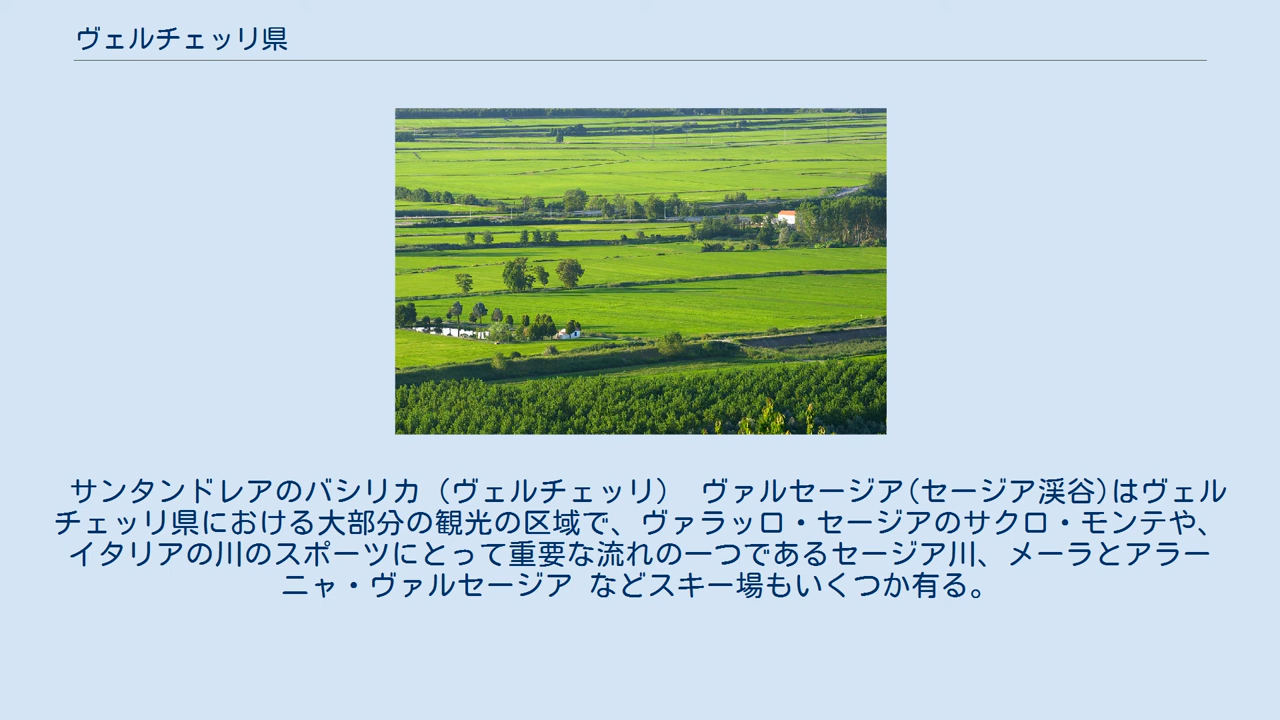 ヴェルチェッリ県
サンタンドレアのバシリカ（ヴェルチェッリ） ヴァルセージア(セージア渓谷)はヴェル
チェッリ県における大部分の観光の区域で、ヴァラッロ・セージアのサクロ・モンテや、
イタリアの川のスポーツにとって重要な流れの一つであるセージア川、メーラとアラー
ニャ・ヴァルセージア などスキー場もいくつか有る。